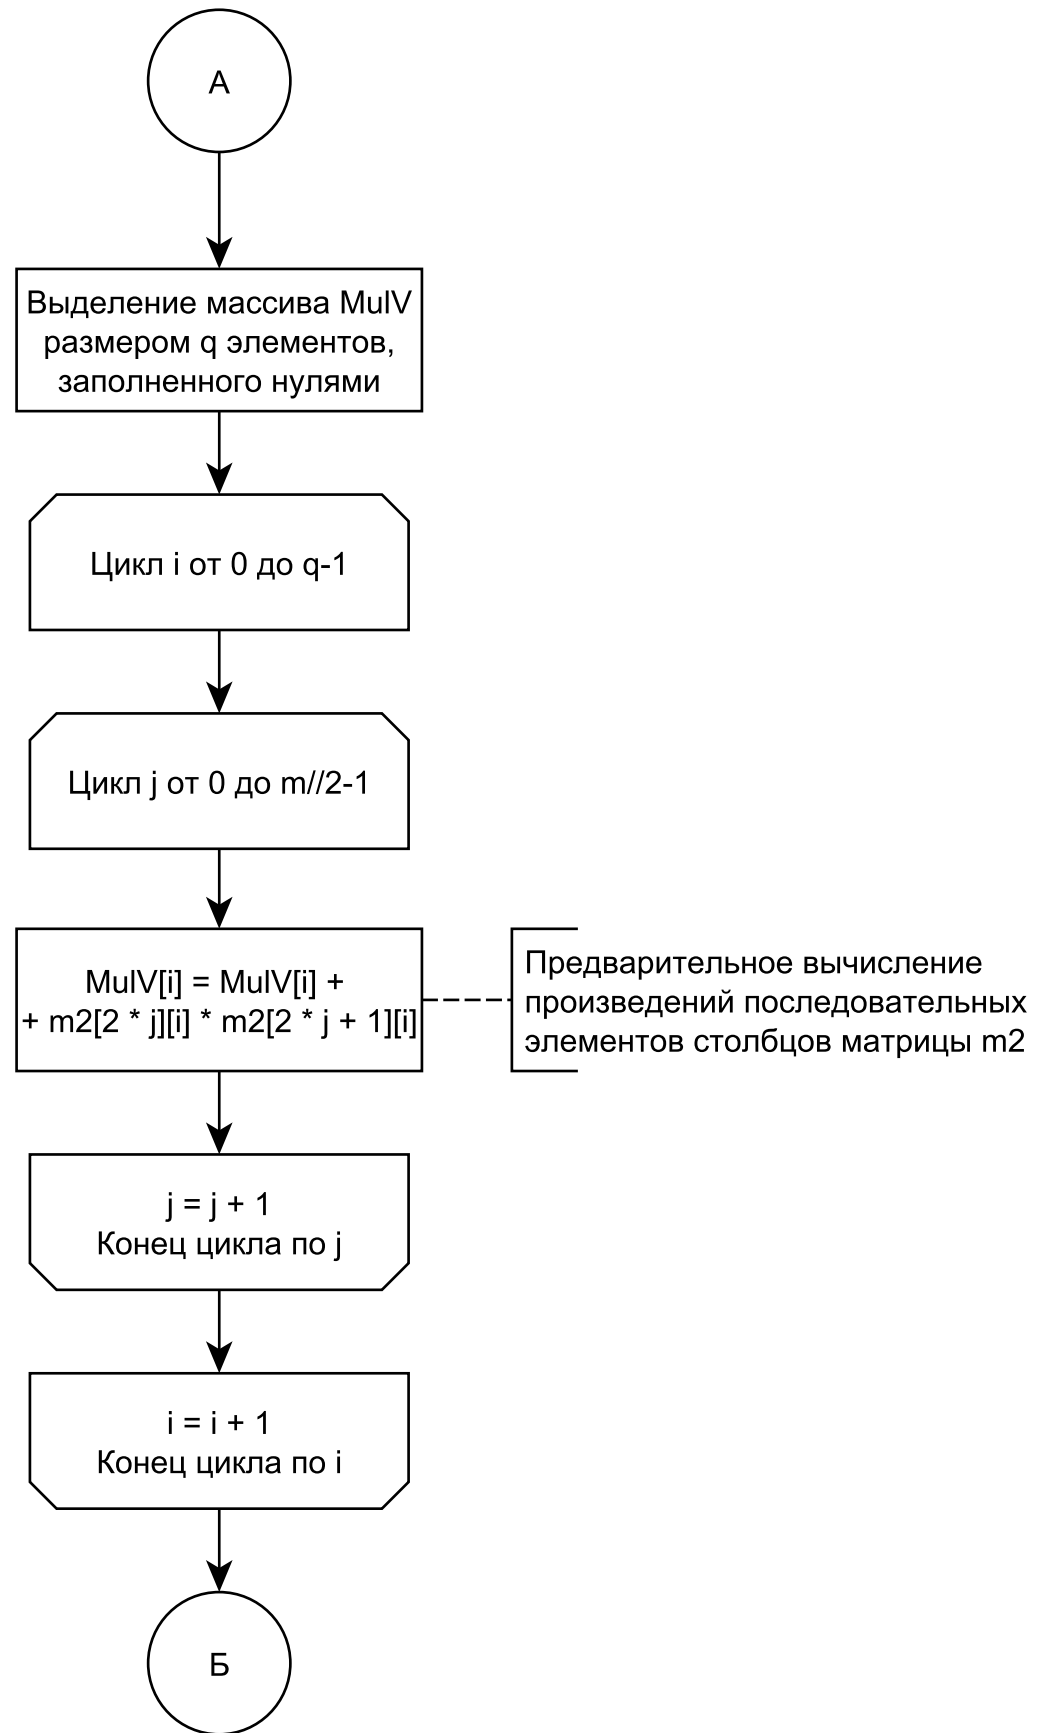 А
Выделение массива MulV
размером q элементов,
заполненного нулями
Цикл i от 0 до q-1
Цикл j от 0 до m//2-1
MulV[i] = MulV[i] +
+ m2[2 * j][i] * m2[2 * j + 1][i]
Предварительное вычисление
произведений последовательных
элементов столбцов матрицы m2
j = j + 1
Конец цикла по j
i = i + 1
Конец цикла по i
Б